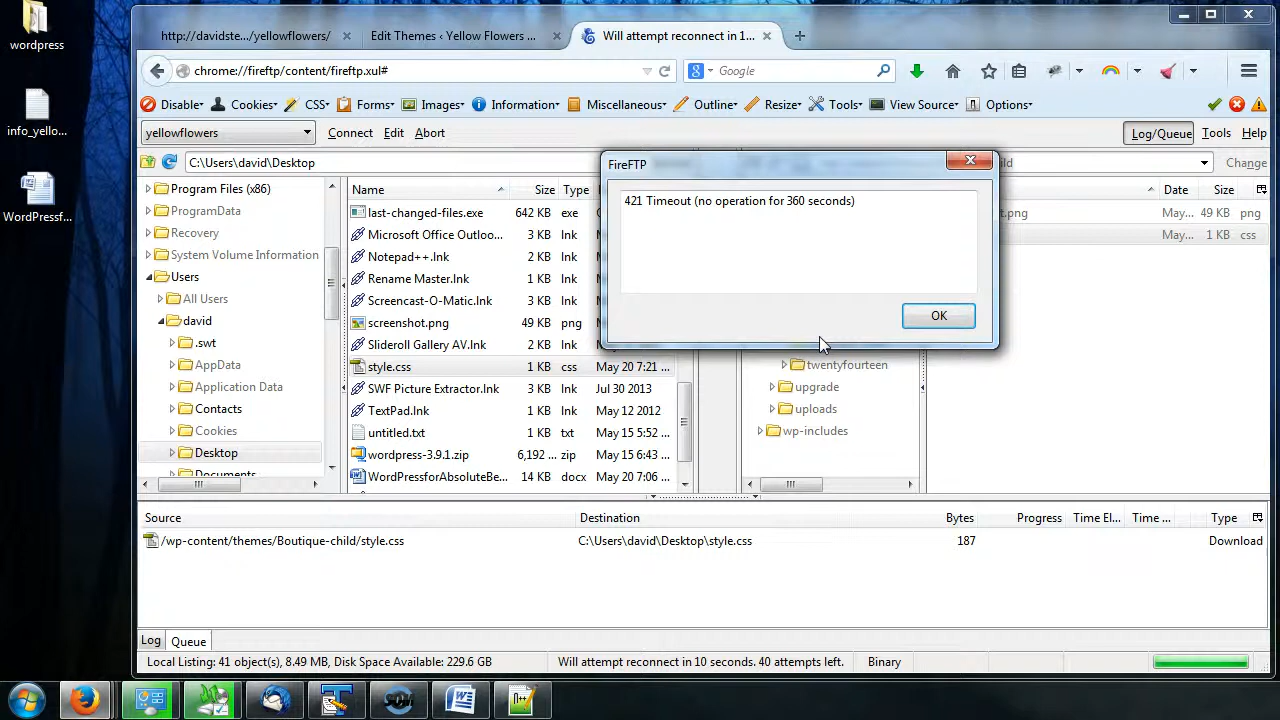 wordpress
info_yello...
WordPressf...
http://davidste.../yellowflowers/
Edit Themes ‹ Yellow Flowers ...
Will attempt reconnect in 1...
chrome://fireftp/content/fireftp.xul#
Google
Disable
Cookies
CSS
Forms
Images
Information
Miscellaneous
Outline
Resize
Tools
View Source
Options
yellowflowers
Connect
Edit
Abort
Log/Queue
Tools
Help
C:\Users\david\Desktop
Change
Program Files (x86)
ProgramData
Recovery
System Volume Information
Users
All Users
david
.swt
AppData
Application Data
Contacts
Cookies
Desktop
Documents
Name Size Type
last-changed-files.exe 642 KB exe
Microsoft Office Outloo... 3 KB lnk
Notepad++.lnk 2 KB lnk
Rename Master.lnk 1 KB lnk
Screencast-O-Matic.lnk 3 KB lnk
screenshot.png 49 KB png
Slideroll Gallery AV.lnk 2 KB lnk
style.css 1 KB css May 20 7:21 ...
SWF Picture Extractor.lnk 2 KB lnk Jul 30 2013
TextPad.lnk 1 KB lnk May 12 2012
untitled.txt 1 KB txt May 15 5:52 ...
wordpress-3.9.1.zip 6,192 ... zip May 15 6:43 ...
WordPressforAbsoluteBe... 14 KB docx May 20 7:06 ...
FireFTP
421 Timeout (no operation for 360 seconds)
OK
twentyfourteen
upgrade
uploads
wp-includes
Date Size
May... 49 KB png
May... 1 KB css
Source Destination Bytes Progress Time El... Time ... Type
/wp-content/themes/Boutique-child/style.css C:\Users\david\Desktop\style.css 187 Download
Log Queue
Local Listing: 41 object(s), 8.49 MB, Disk Space Available: 229.6 GB
Will attempt reconnect in 10 seconds. 40 attempts left.
Binary